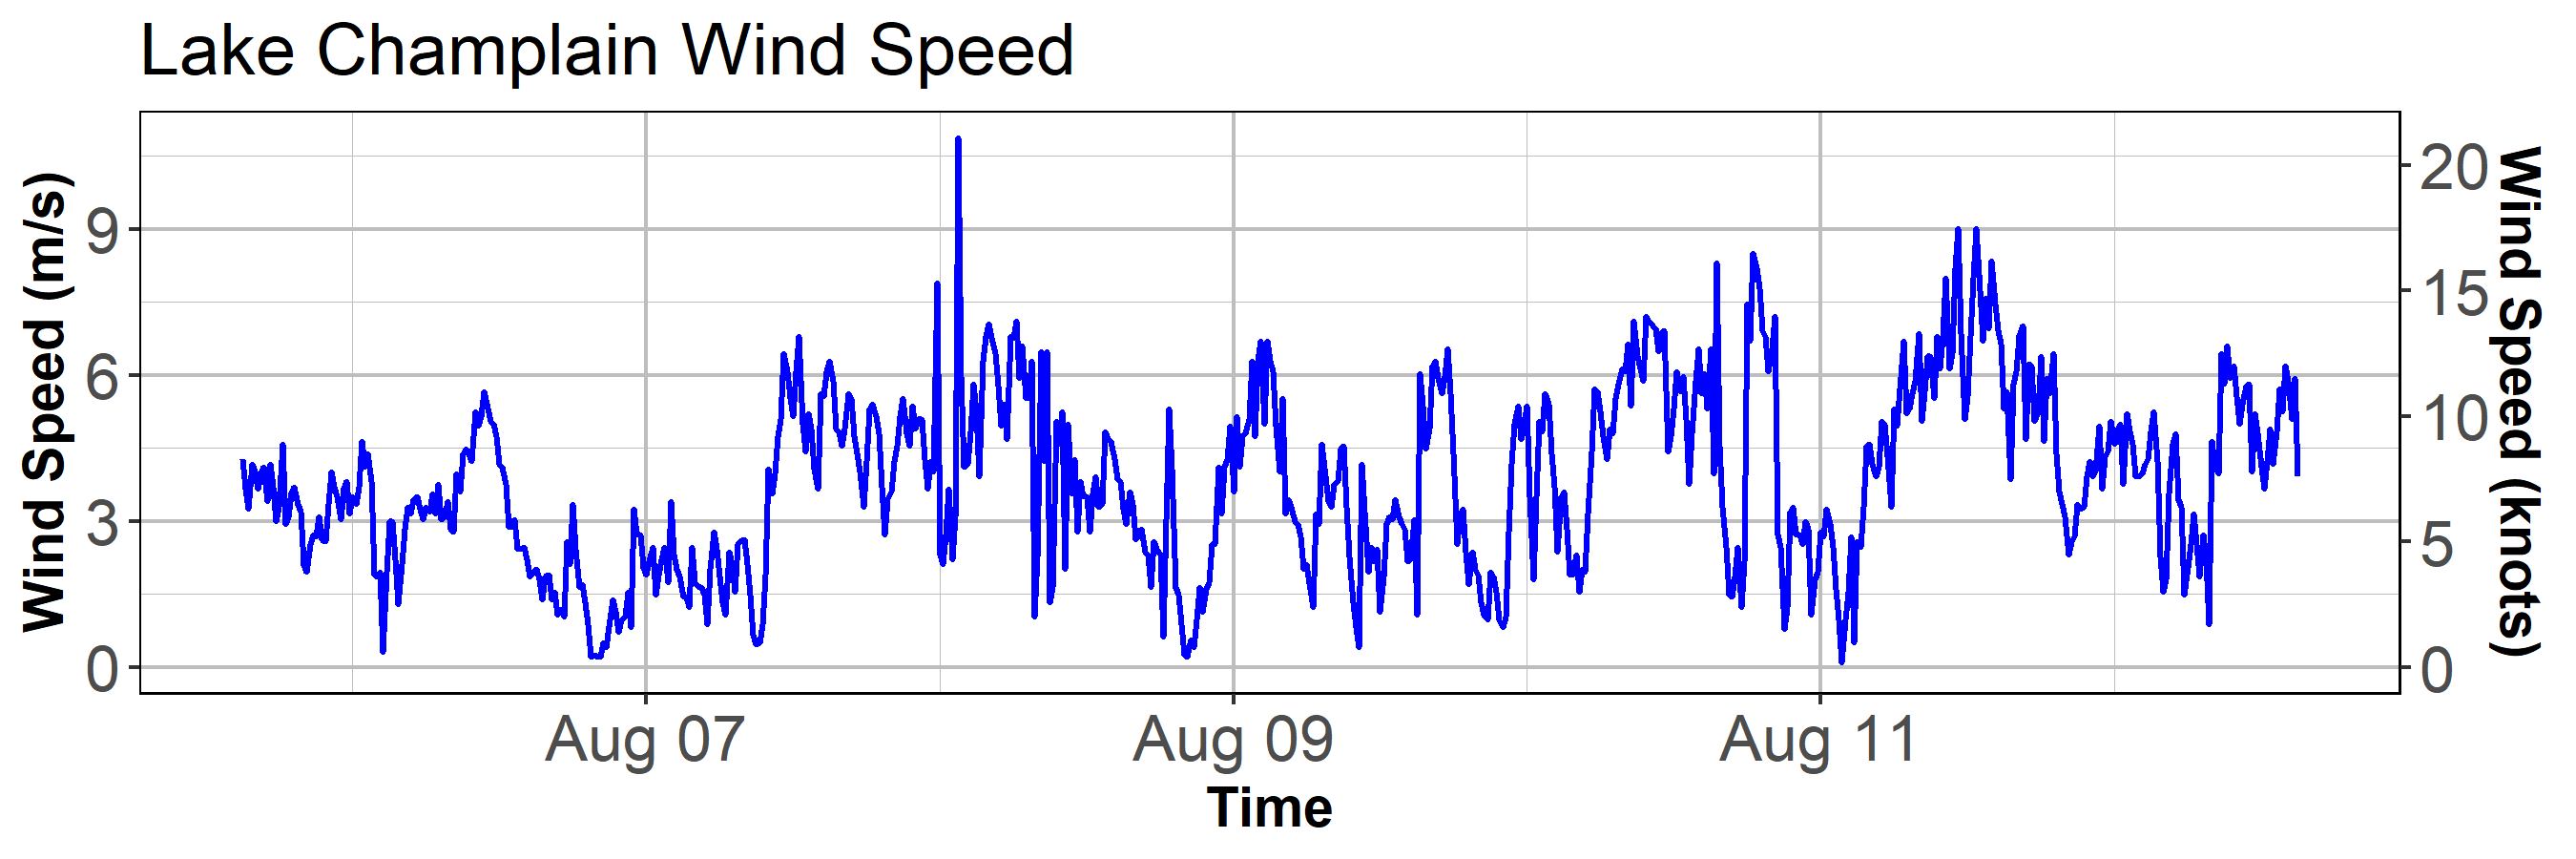 Lake Champlain Wind Speed
Wind Speed (m/s)
9
6
3
0
20
15
10
5
0
Wind Speed (knots)
Aug 07 Aug 09 Aug 11
Time